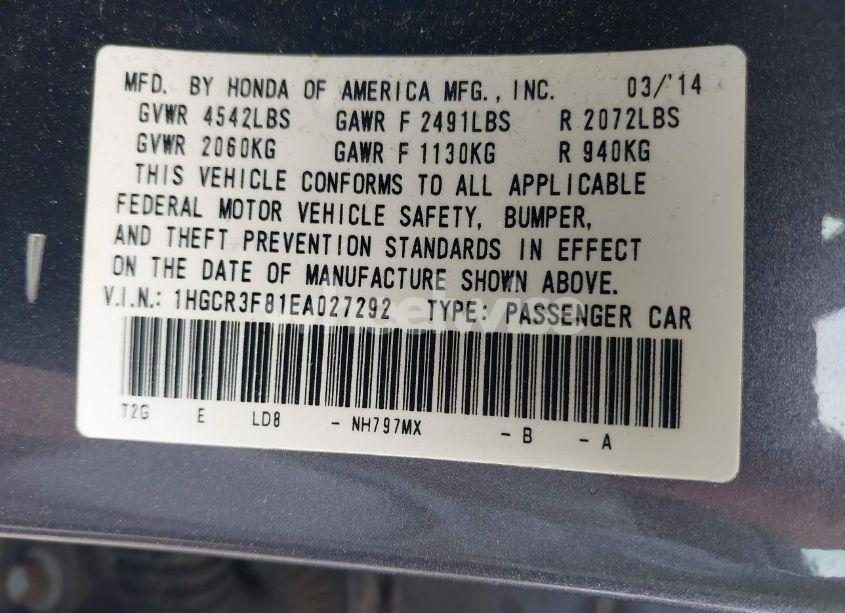 MFD. BY HONDA OF AMERICA MFG., INC. 03/'14
GVWR 4542LBS GAWR F 2491LBS R 2072LBS
GVWR 2060KG GAWR F 1130KG R 940KG
THIS VEHICLE CONFORMS TO ALL APPLICABLE
FEDERAL MOTOR VEHICLE SAFETY, BUMPER,
AND THEFT PREVENTION STANDARDS IN EFFECT
ON THE DATE OF MANUFACTURE SHOWN ABOVE.
V.I.N.: 1HGCR3F81EA027292 TYPE: PASSENGER CAR
T2G E LD8 - NH797MX - B - A